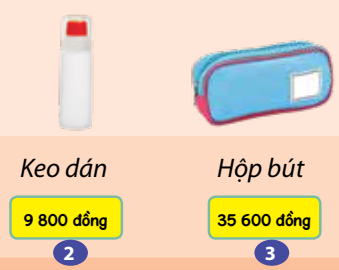 Keo dán
Hộp bút
9 800 đồng
35 600 đồng
2
3